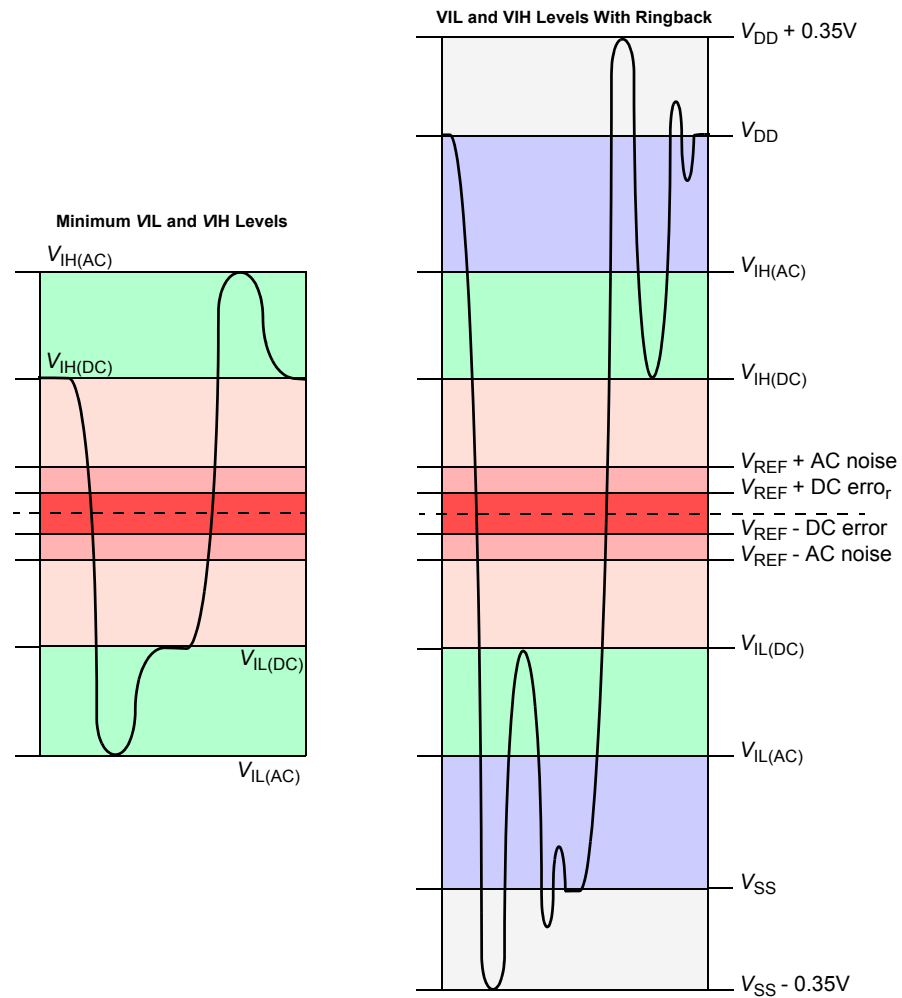 VIL and VIH Levels With Ringback
VDD + 0.35V
VDD
Minimum VIL and VIH Levels
VIH(AC)
VIH(AC)
VIH(DC)
VIH(DC)
VREF + AC noise
VREF + DC error
VREF - DC error
VREF - AC noise
VIL(DC)
VIL(DC)
VIL(AC)
VIL(AC)
VSS
VSS - 0.35V